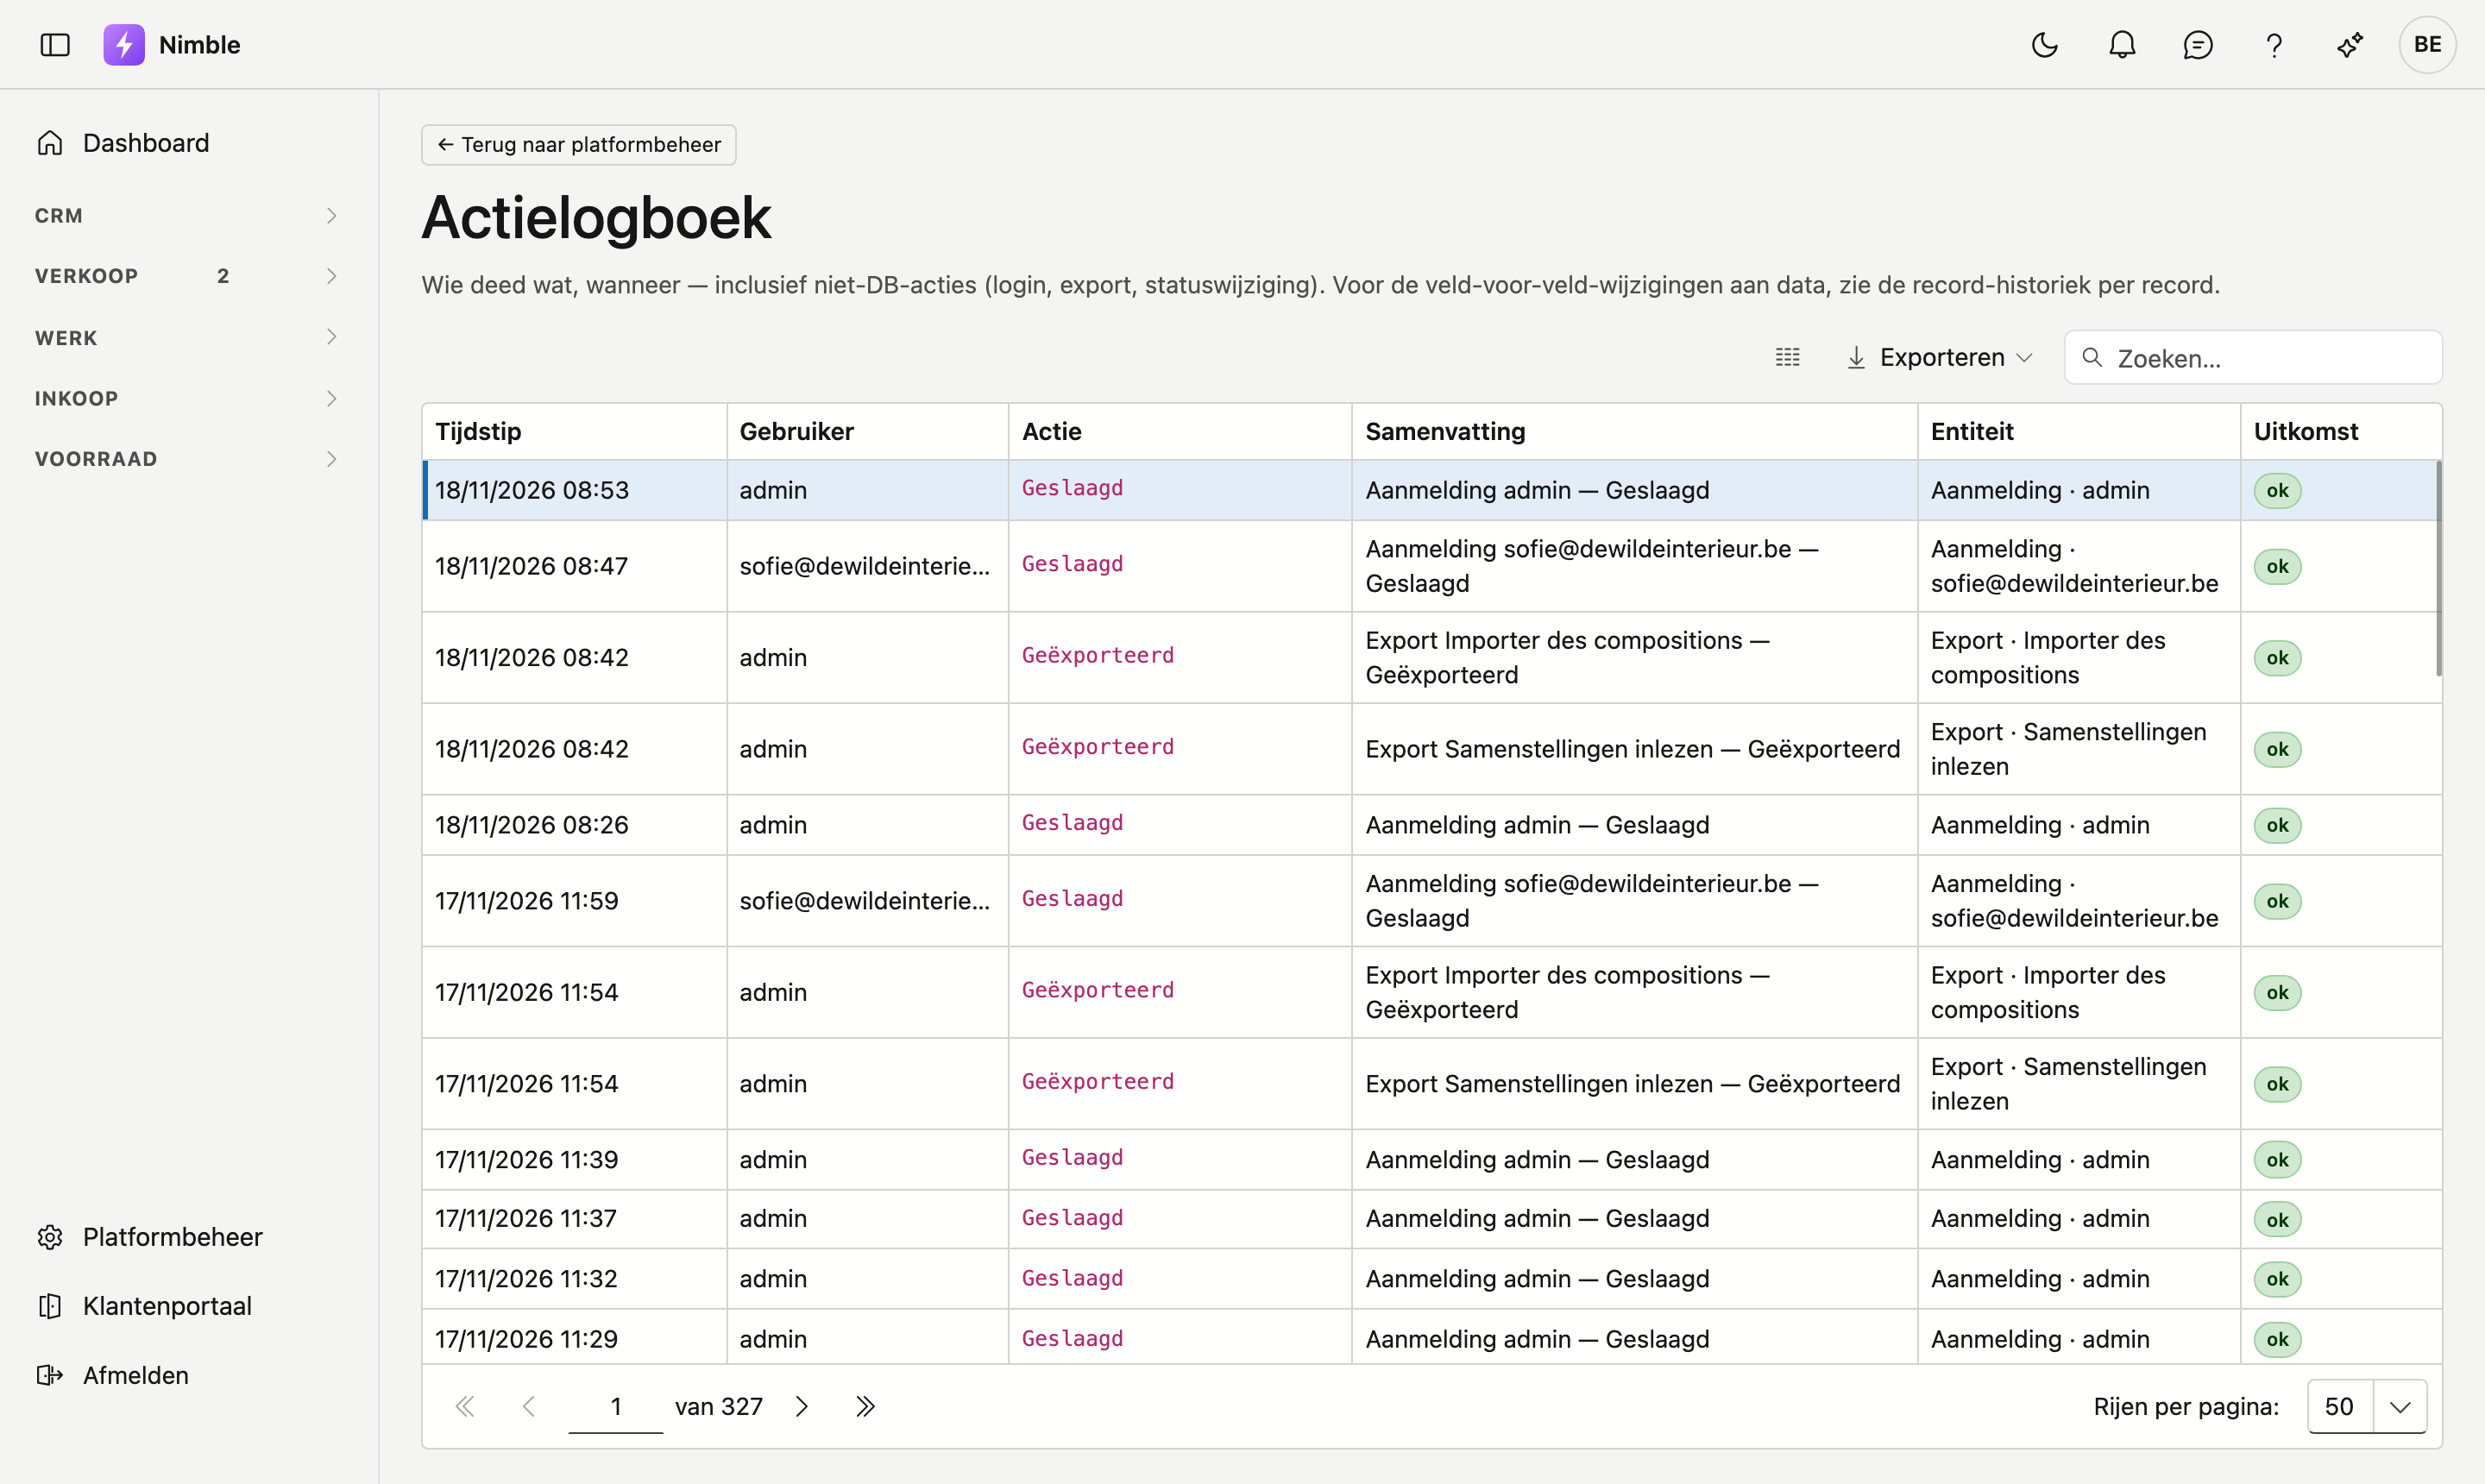 Nimble
BE
Dashboard
CRM
VERKOOP 2
WERK
INKOOP
VOORRAAD
Platformbeheer
Klantenportaal
Afmelden
← Terug naar platformbeheer
Actielogboek
Wie deed wat, wanneer — inclusief niet-DB-acties (login, export, statuswijziging). Voor de veld-voor-veld-wijzigingen aan data, zie de record-historiek per record.
Exporteren
Zoeken...
Tijdstip Gebruiker Actie Samenvatting Entiteit Uitkomst
18/11/2026 08:53 admin Geslaagd Aanmelding admin — Geslaagd Aanmelding · admin ok
18/11/2026 08:47 sofie@dewildeinterie... Geslaagd Aanmelding sofie@dewildeinterieur.be — Geslaagd Aanmelding · sofie@dewildeinterieur.be ok
18/11/2026 08:42 admin Geëxporteerd Export Importer des compositions — Geëxporteerd Export · Importer des compositions ok
18/11/2026 08:42 admin Geëxporteerd Export Samenstellingen inlezen — Geëxporteerd Export · Samenstellingen inlezen ok
18/11/2026 08:26 admin Geslaagd Aanmelding admin — Geslaagd Aanmelding · admin ok
17/11/2026 11:59 sofie@dewildeinterie... Geslaagd Aanmelding sofie@dewildeinterieur.be — Geslaagd Aanmelding · sofie@dewildeinterieur.be ok
17/11/2026 11:54 admin Geëxporteerd Export Importer des compositions — Geëxporteerd Export · Importer des compositions ok
17/11/2026 11:54 admin Geëxporteerd Export Samenstellingen inlezen — Geëxporteerd Export · Samenstellingen inlezen ok
17/11/2026 11:39 admin Geslaagd Aanmelding admin — Geslaagd Aanmelding · admin ok
17/11/2026 11:37 admin Geslaagd Aanmelding admin — Geslaagd Aanmelding · admin ok
17/11/2026 11:32 admin Geslaagd Aanmelding admin — Geslaagd Aanmelding · admin ok
17/11/2026 11:29 admin Geslaagd Aanmelding admin — Geslaagd Aanmelding · admin ok
1 van 327
Rijen per pagina: 50